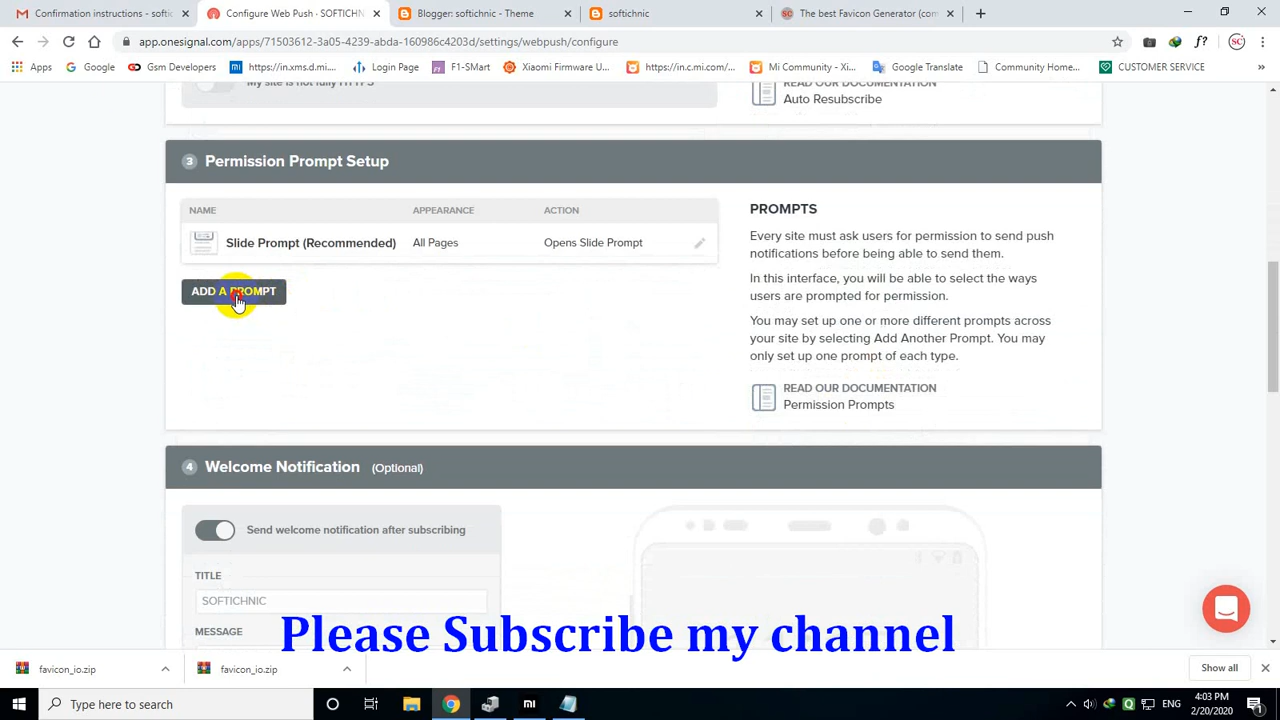 Confirmation instructions - softic
Configure Web Push · SOFTICHNIC
Blogger: softichnic - Theme
softichnic
The best Favicon Generator (com
app.onesignal.com/apps/71503612-3a05-4239-abda-160986c4203d/settings/webpush/configure
Apps
Google
Gsm Developers
https://in.xms.d.mi...
Login Page
F1-SMart
Xiaomi Firmware U...
https://in.c.mi.com/...
Mi Community - Xi...
Google Translate
Community Home...
CUSTOMER SERVICE
My site is not fully HTTPS
READ OUR DOCUMENTATION
Auto Resubscribe
3 Permission Prompt Setup
NAME APPEARANCE ACTION
Slide Prompt (Recommended) All Pages Opens Slide Prompt
ADD A PROMPT
PROMPTS
Every site must ask users for permission to send push
notifications before being able to send them.
In this interface, you will be able to select the ways
users are prompted for permission.
You may set up one or more different prompts across
your site by selecting Add Another Prompt. You may
only set up one prompt of each type.
READ OUR DOCUMENTATION
Permission Prompts
4 Welcome Notification (Optional)
Send welcome notification after subscribing
TITLE
SOFTICHNIC
MESSAGE
Please Subscribe my channel
favicon_io.zip
favicon_io.zip
Show all
Type here to search
ENG
4:03 PM
2/20/2020